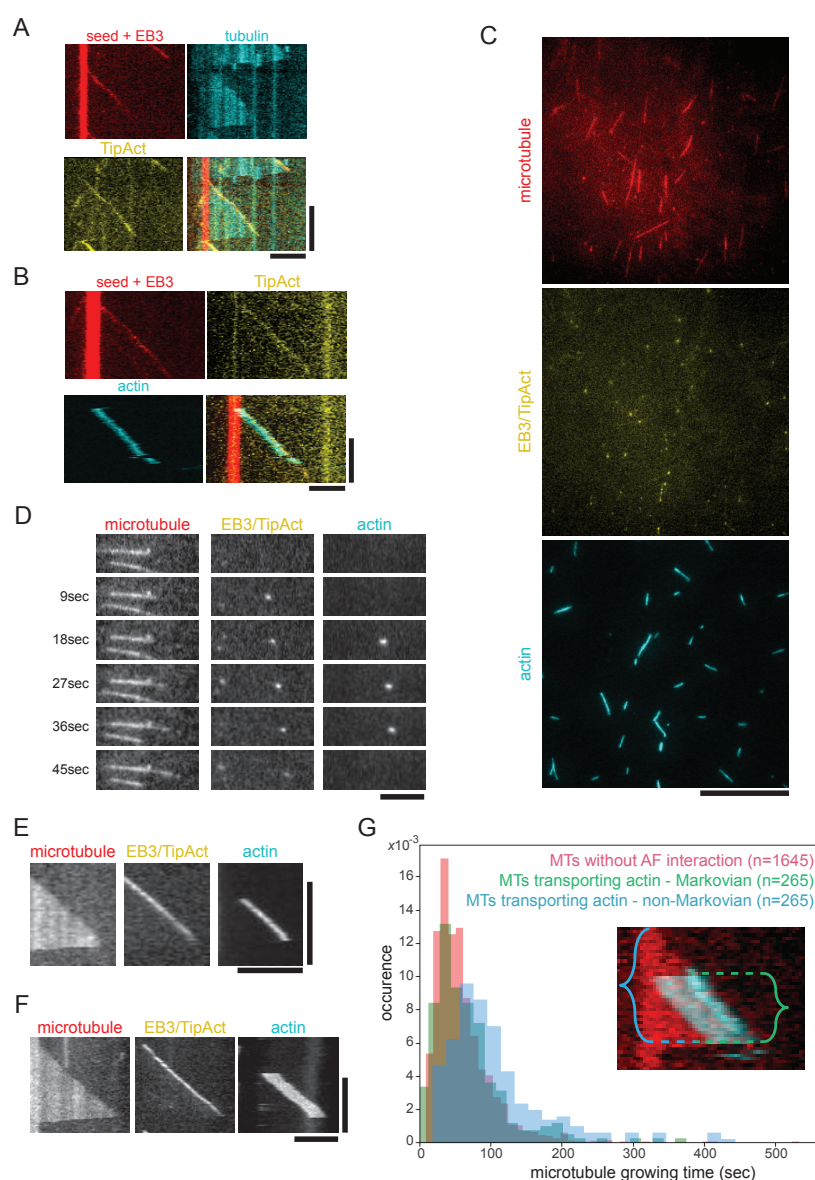 A
seed + EB3
tubulin
TipAct
B
seed + EB3
TipAct
actin
C
microtubule
EB3/TipAct
actin
D
microtubule
EB3/TipAct
actin
9sec
18sec
27sec
36sec
45sec
E
microtubule
EB3/TipAct
actin
F
microtubule
EB3/TipAct
actin
G
x10⁻³
MTs without AF interaction (n=1645)
MTs transporting actin - Markovian (n=265)
MTs transporting actin - non-Markovian (n=265)
16
14
12
10
8
6
4
2
0
occurence
0
100
200
300
400
500
microtubule growing time (sec)